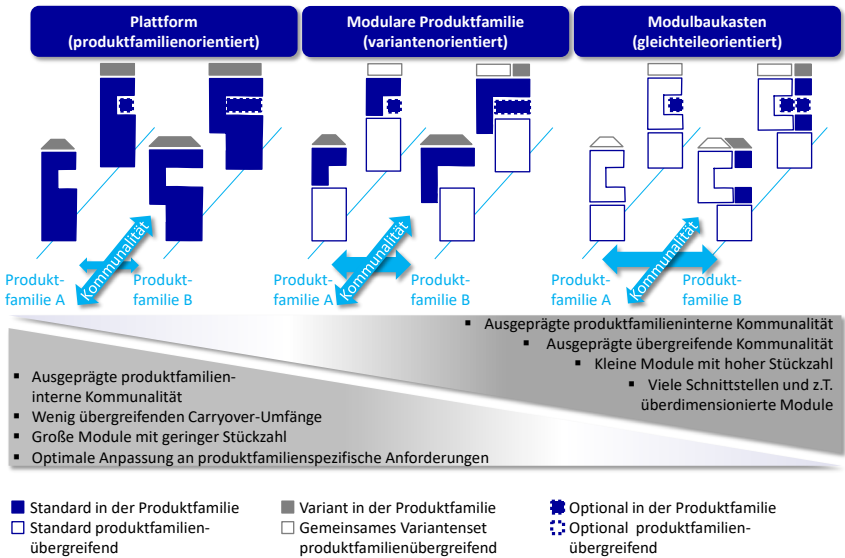 Plattform
(produktfamilienorientiert)
Modulare Produktfamilie
(variantenorientiert)
Modulbaukasten
(gleichteileorientiert)
Kommunalität
Produkt-
familie A
Produkt-
familie B
Kommunalität
Produkt-
familie A
Produkt-
familie B
Kommunalität
Produkt-
familie A
Produkt-
familie B
▪ Ausgeprägte produktfamilieninterne Kommunalität
▪ Ausgeprägte übergreifende Kommunalität
▪ Kleine Module mit hoher Stückzahl
▪ Viele Schnittstellen und z.T.
überdimensionierte Module
▪ Ausgeprägte produktfamilien-
interne Kommunalität
▪ Wenig übergreifenden Carryover-Umfänge
▪ Große Module mit geringer Stückzahl
▪ Optimale Anpassung an produktfamilienspezifische Anforderungen
Standard in der Produktfamilie
Standard produktfamilien-
übergreifend
Variant in der Produktfamilie
Gemeinsames Variantenset
produktfamilienübergreifend
Optional in der Produktfamilie
Optional produktfamilien-
übergreifend